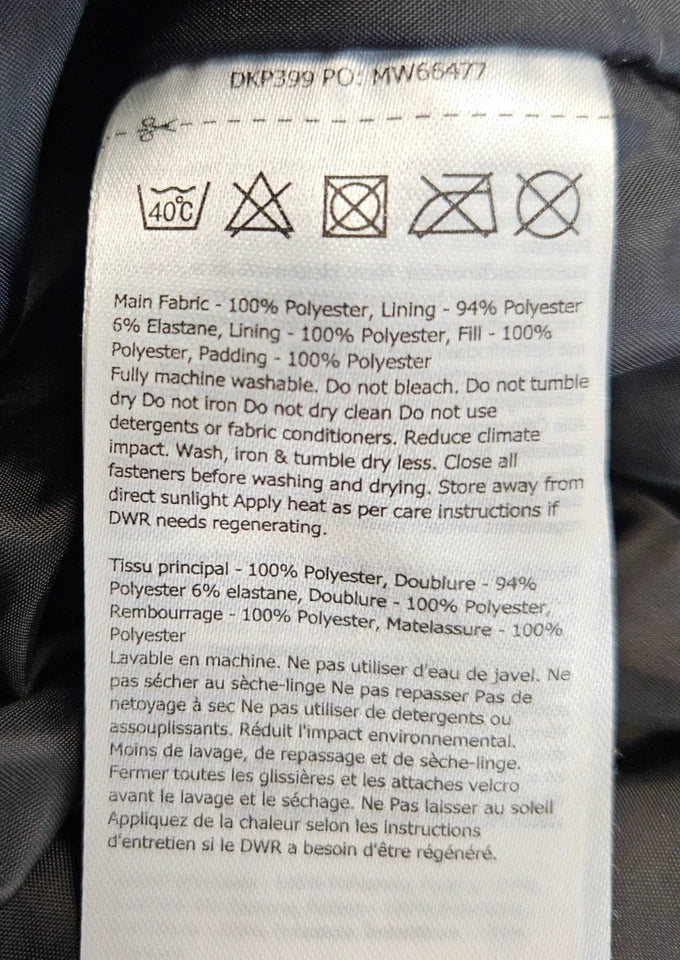 DKP399 PO: MW66477
40°C
Main Fabric - 100% Polyester, Lining - 94% Polyester
6% Elastane, Lining - 100% Polyester, Fill - 100%
Polyester, Padding - 100% Polyester
Fully machine washable. Do not bleach. Do not tumble
dry Do not iron Do not dry clean Do not use
detergents or fabric conditioners. Reduce climate
impact. Wash, iron & tumble dry less. Close all
fasteners before washing and drying. Store away from
direct sunlight Apply heat as per care instructions if
DWR needs regenerating.
Tissu principal - 100% Polyester, Doublure - 94%
Polyester 6% elastane, Doublure - 100% Polyester,
Rembourrage - 100% Polyester, Matelassure - 100%
Polyester
Lavable en machine. Ne pas utiliser d'eau de javel. Ne
pas sécher au sèche-linge Ne pas repasser Pas de
netoyage à sec Ne pas utiliser de detergents ou
assouplissants. Réduit l'impact environnemental.
Moins de lavage, de repassage et de sèche-linge.
Fermer toutes les glissières et les attaches velcro
avant le lavage et le séchage. Ne Pas laisser au soleil
Appliquez de la chaleur selon les instructions
d'entretien si le DWR a besoin d'être régénéré.